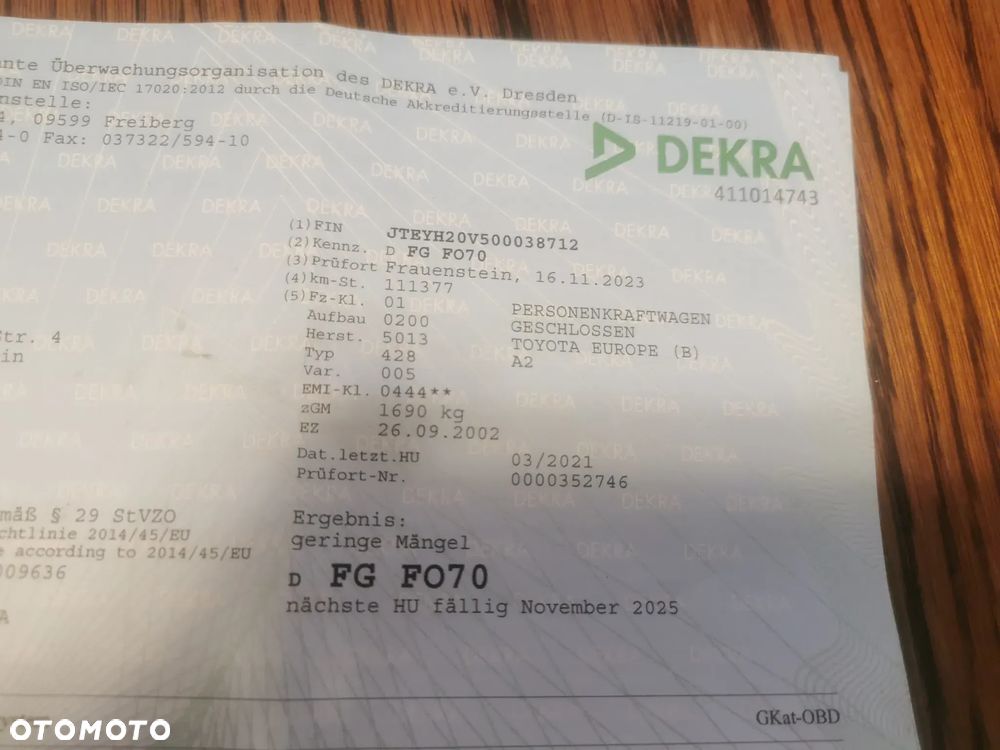 nte Überwachungsorganisation des DEKRA e.V. Dresden
DIN EN ISO/IEC 17020:2012 durch die Deutsche Akkreditierungsstelle (D-IS-11219-01-00)
nstelle:
4, 09599 Freiberg
4-0 Fax: 037322/594-10
DEKRA
411014743
(1)FIN JTEYH20V500038712
(2)Kennz. D FG FO70
(3)Prüfort Frauenstein, 16.11.2023
(4)km-St. 111377
(5)Fz-Kl. 01 PERSONENKRAFTWAGEN
Aufbau 0200 GESCHLOSSEN
Herst. 5013 TOYOTA EUROPE (B)
Typ 428 A2
Var. 005
EMI-Kl. 0444**
zGM 1690 kg
EZ 26.09.2002
Dat.letzt.HU 03/2021
Prüfort-Nr. 0000352746
Str. 4
in
mäß § 29 StVZO
chtlinie 2014/45/EU
e according to 2014/45/EU
009636
A
Ergebnis:
geringe Mängel
D FG FO70
nächste HU fällig November 2025
GKat-OBD
OTOMOTO